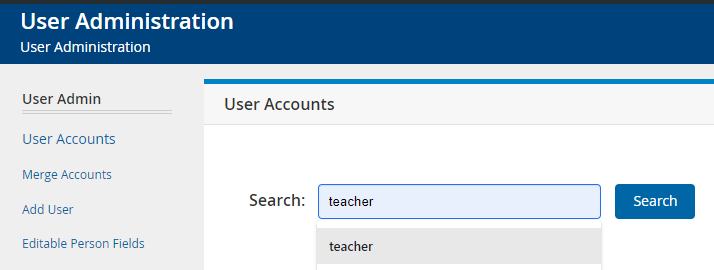 User Administration
User Administration
User Admin
User Accounts
Merge Accounts
Add User
Editable Person Fields
User Accounts
Search: teacher Search
teacher